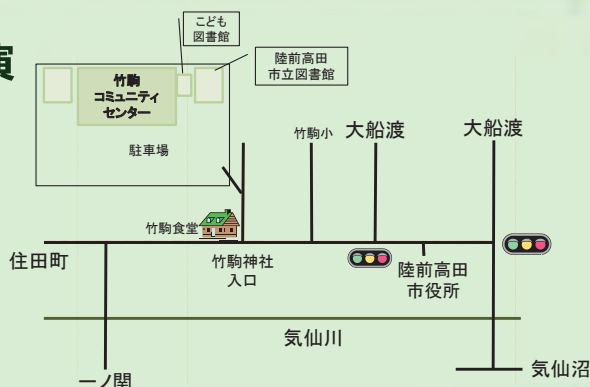 こども
図書館
陸前高田
市立図書館
竹駒
コミュニティ
センター
駐車場
竹駒小
大船渡
大船渡
竹駒食堂
住田町
竹駒神社
入口
陸前高田
市役所
気仙川
気仙沼
一ノ関